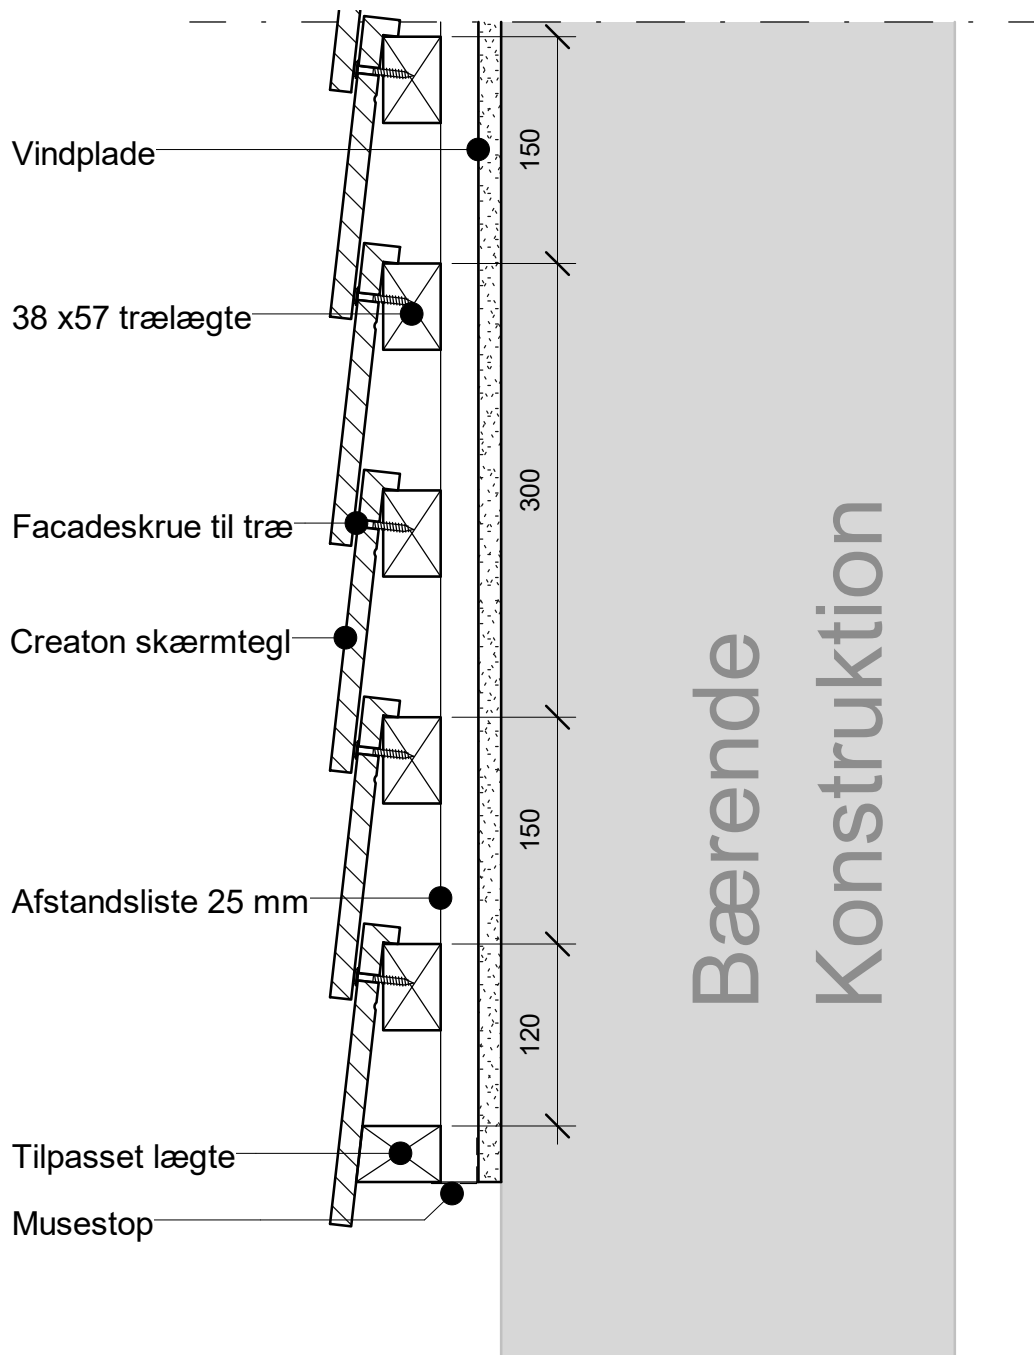 Vindplade
38 x57 trælægte
Facadeskrue til træ
Creaton skærmtegl
Afstandsliste 25 mm
Tilpasset lægte
Musestop
150
300
150
120
Bærende
Konstruktion